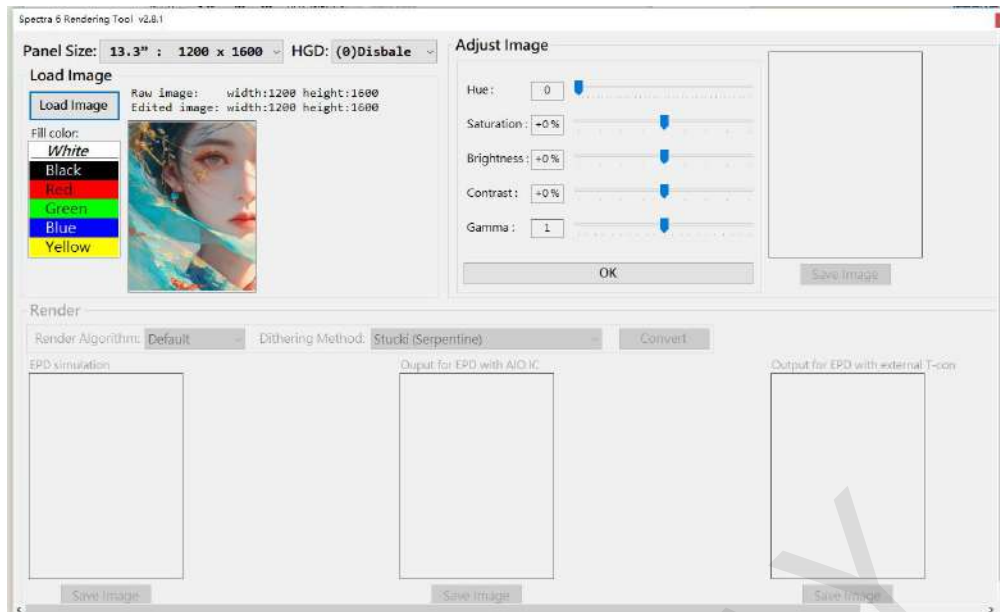 Spectra 6 Rendering Tool v2.8.1
Panel Size: 13.3" : 1200 x 1600 HGD: (0)Disbale
Load Image
Load Image
Raw image: width:1200 height:1600
Edited image: width:1200 height:1600
Fill color:
White
Black
Red
Green
Blue
Yellow
Adjust Image
Hue: 0
Saturation: +0%
Brightness: +0%
Contrast: +0%
Gamma: 1
OK
Save Image
Render
Render Algorithm: Default Dithering Method: Stucki (Serpentine) Convert
EPD simulation
Ouput for EPD with AIO IC
Output for EPD with external T-con
Save Image
Save Image
Save Image